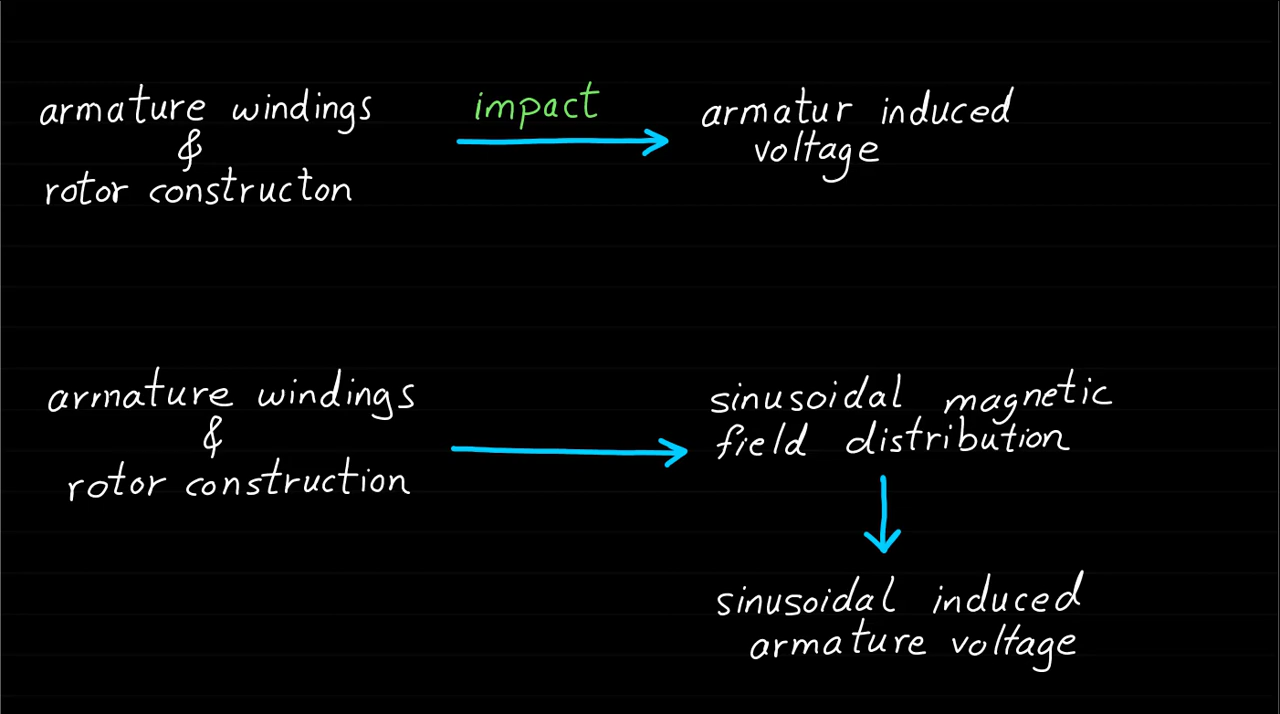 armature windings
&
rotor constructon
impact
armatur induced
voltage
armature windings
&
rotor construction
sinusoidal magnetic
field distribution
sinusoidal induced
armature voltage